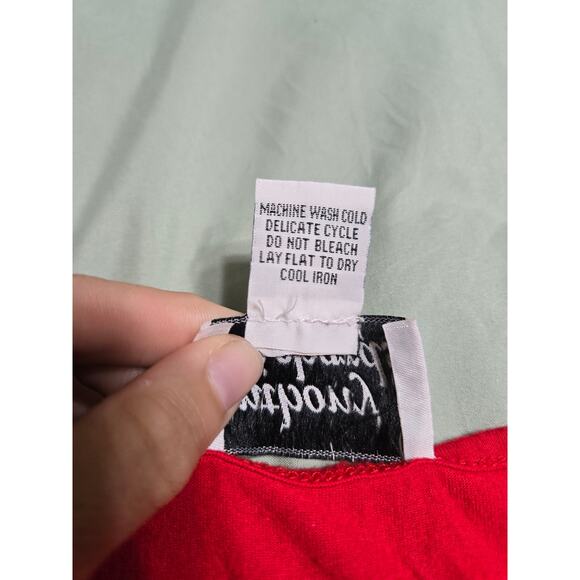 MACHINE WASH COLD
DELICATE CYCLE
DO NOT BLEACH
LAY FLAT TO DRY
COOL IRON